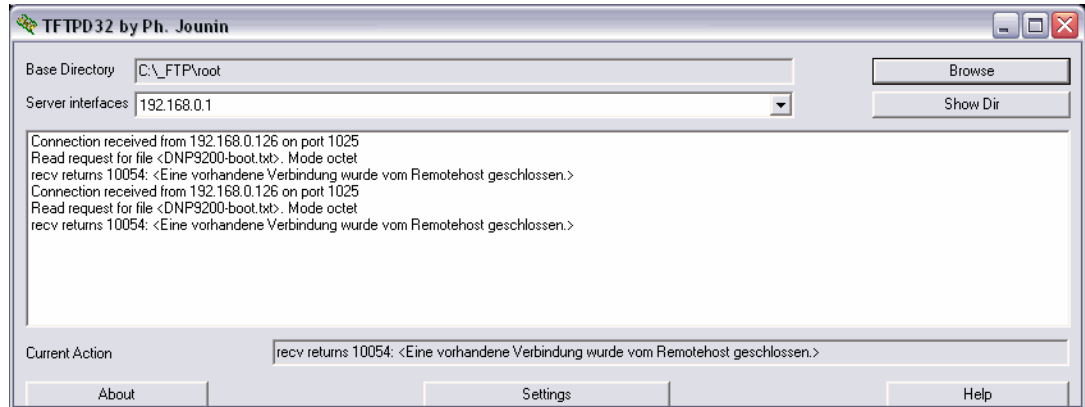 TFTPD32 by Ph. Jounin
Base Directory C:\_FTP\root Browse
Server interfaces 192.168.0.1 Show Dir
Connection received from 192.168.0.126 on port 1025
Read request for file <DNP9200-boot.txt>. Mode octet
recv returns 10054: <Eine vorhandene Verbindung wurde vom Remotehost geschlossen.>
Connection received from 192.168.0.126 on port 1025
Read request for file <DNP9200-boot.txt>. Mode octet
recv returns 10054: <Eine vorhandene Verbindung wurde vom Remotehost geschlossen.>
Current Action recv returns 10054: <Eine vorhandene Verbindung wurde vom Remotehost geschlossen.>
About Settings Help